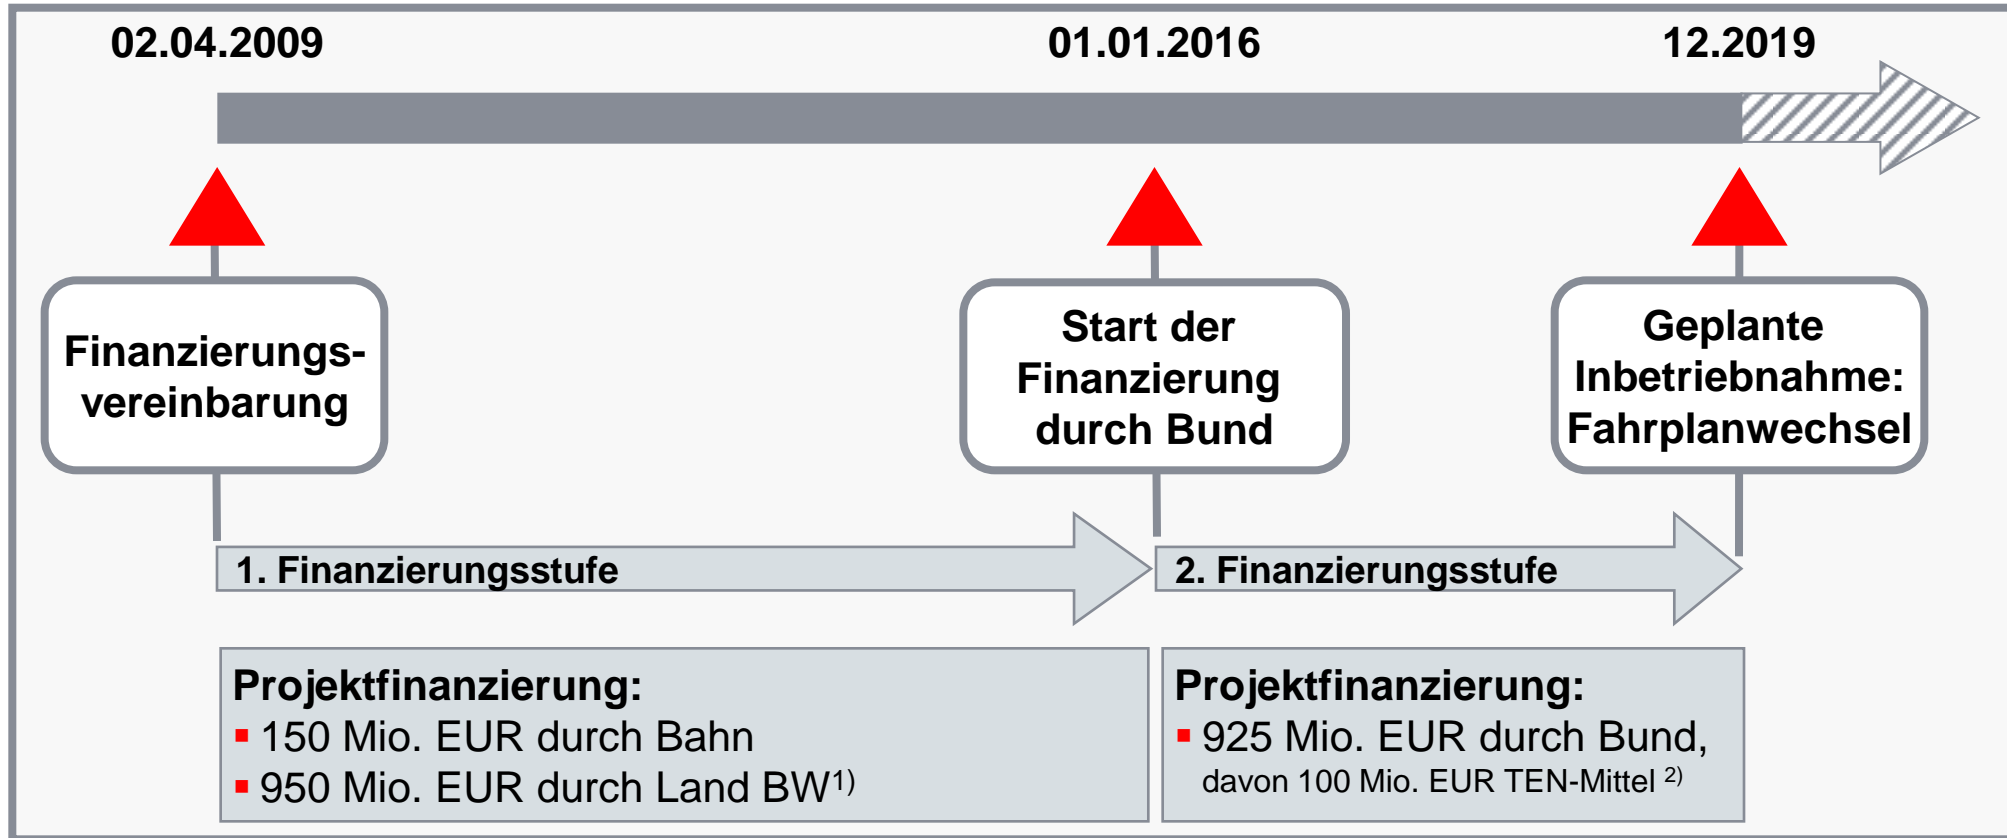 02.04.2009
01.01.2016
12.2019
Finanzierungs-
vereinbarung
Start der
Finanzierung
durch Bund
Geplante
Inbetriebnahme:
Fahrplanwechsel
1. Finanzierungsstufe
2. Finanzierungsstufe
Projektfinanzierung:
▪ 150 Mio. EUR durch Bahn
▪ 950 Mio. EUR durch Land BW1)
Projektfinanzierung:
▪ 925 Mio. EUR durch Bund,
davon 100 Mio. EUR TEN-Mittel 2)